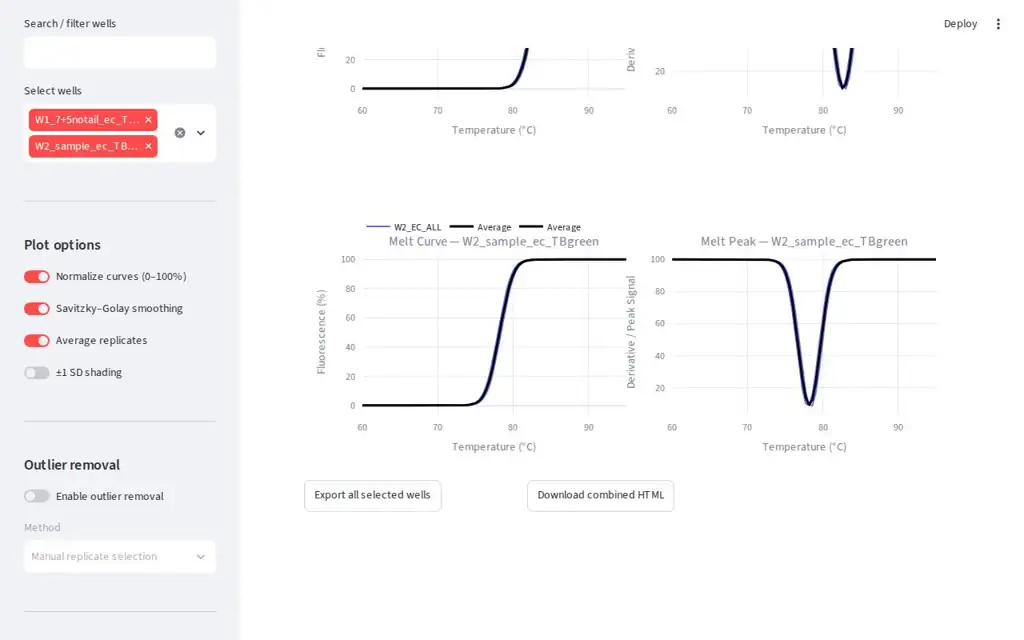 Search / filter wells
Select wells
W1_7+5notail_ec_T...
W2_sample_ec_TB...
Plot options
Normalize curves (0–100%)
Savitzky–Golay smoothing
Average replicates
±1 SD shading
Outlier removal
Enable outlier removal
Method
Manual replicate selection
Deploy
Fl
20
0
60
70
80
90
Temperature (°C)
Deriv
20
60
70
80
90
Temperature (°C)
W2_EC_ALL
Average
Average
Melt Curve — W2_sample_ec_TBgreen
Fluorescence (%)
100
80
60
40
20
0
60
70
80
90
Temperature (°C)
Melt Peak — W2_sample_ec_TBgreen
Derivative / Peak Signal
100
80
60
40
20
60
70
80
90
Temperature (°C)
Export all selected wells
Download combined HTML